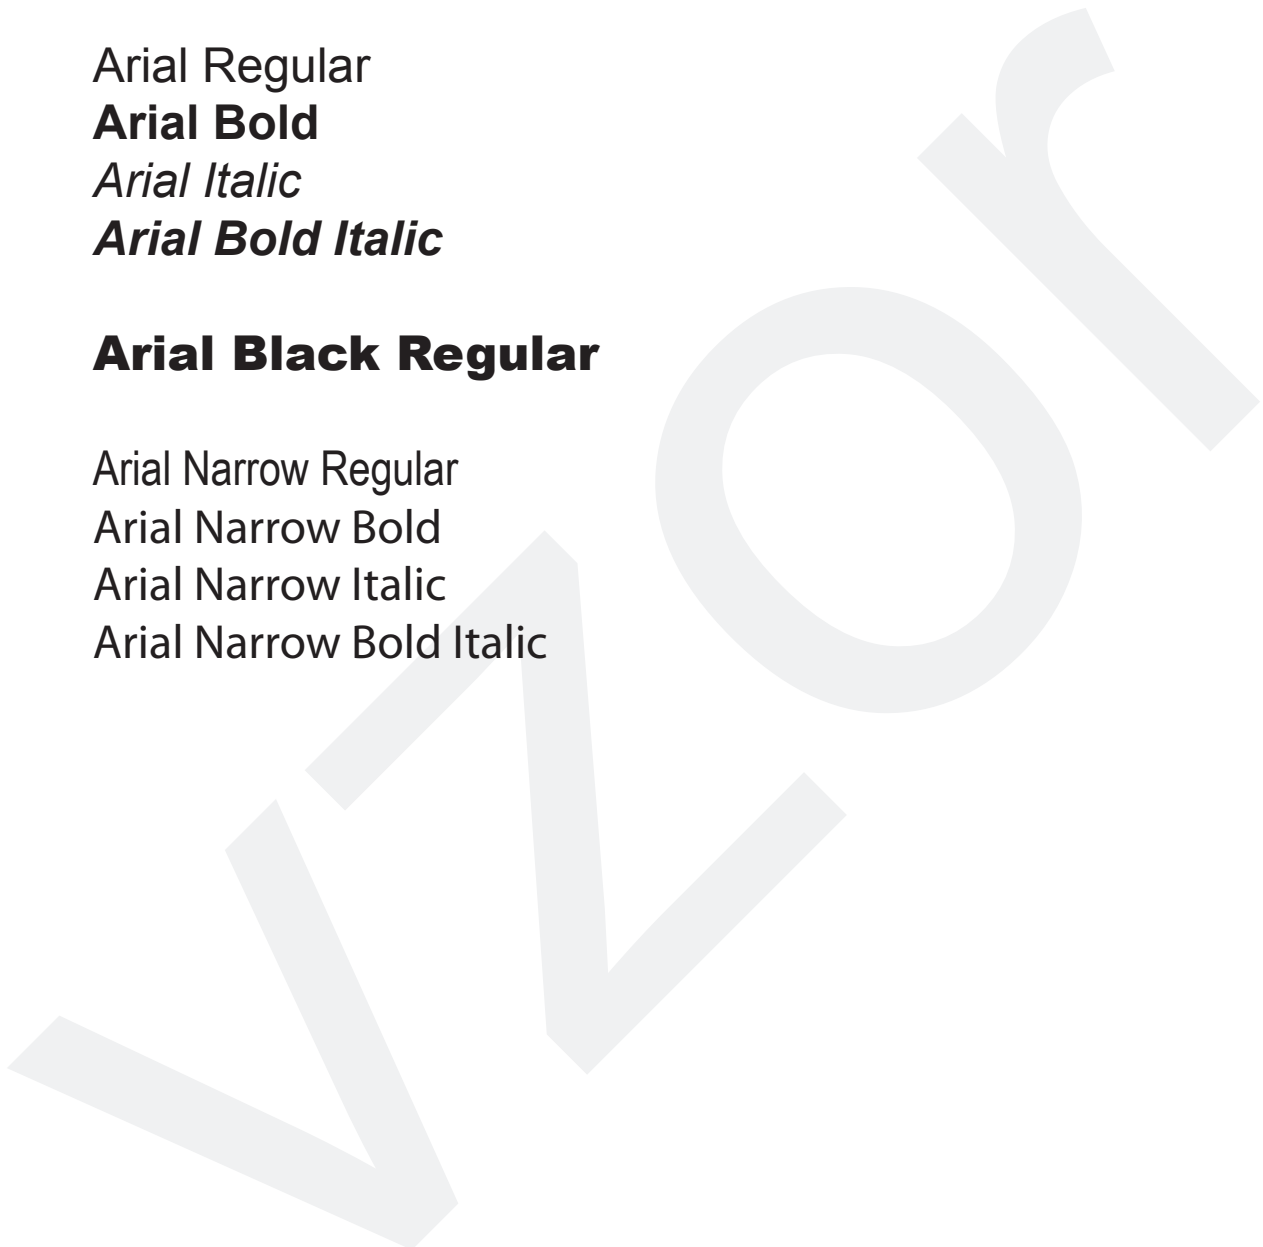 Arial Regular
Arial Bold
Arial Italic
Arial Bold Italic
Arial Black Regular
Arial Narrow Regular
Arial Narrow Bold
Arial Narrow Italic
Arial Narrow Bold Italic
vzor